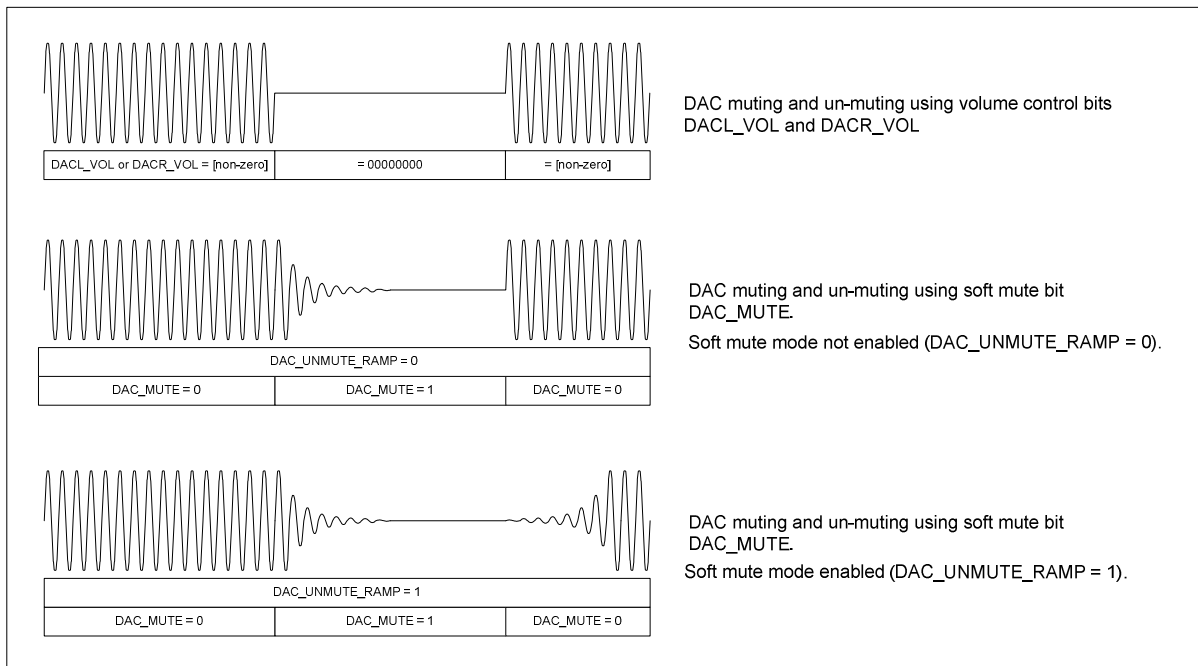 DAC muting and un-muting using volume control bits
DACL_VOL and DACR_VOL
DACL_VOL or DACR_VOL = [non-zero]
= 00000000
= [non-zero]
DAC muting and un-muting using soft mute bit
DAC_MUTE.
Soft mute mode not enabled (DAC_UNMUTE_RAMP = 0).
DAC_UNMUTE_RAMP = 0
DAC_MUTE = 0
DAC_MUTE = 1
DAC_MUTE = 0
DAC muting and un-muting using soft mute bit
DAC_MUTE.
Soft mute mode enabled (DAC_UNMUTE_RAMP = 1).
DAC_UNMUTE_RAMP = 1
DAC_MUTE = 0
DAC_MUTE = 1
DAC_MUTE = 0